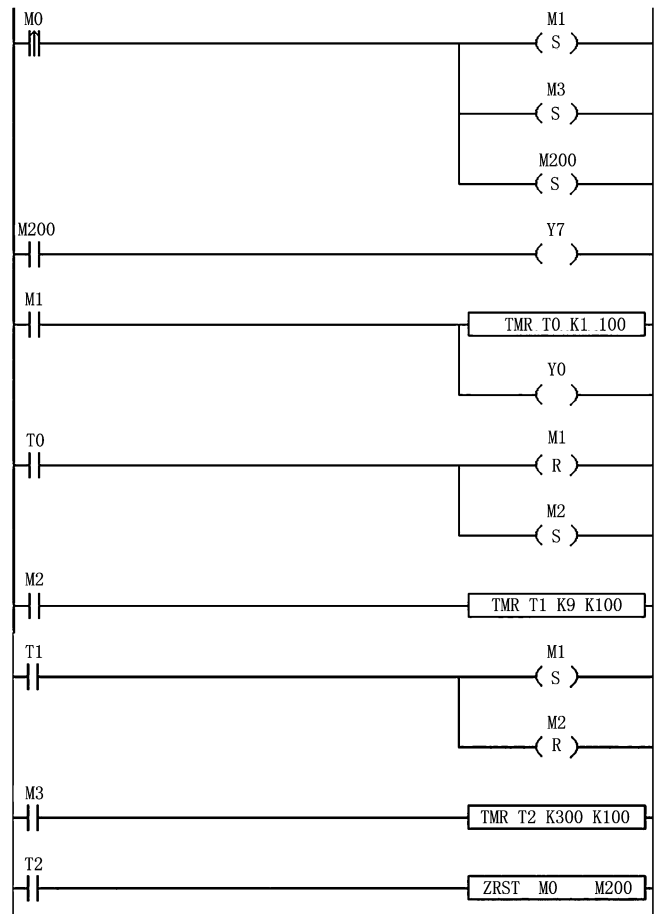 M0
M1
S
M3
S
M200
S
M200
Y7
M1
TMR T0 K1 100
Y0
T0
M1
R
M2
S
M2
TMR T1 K9 K100
T1
M1
S
M2
R
M3
TMR T2 K300 K100
T2
ZRST M0 M200